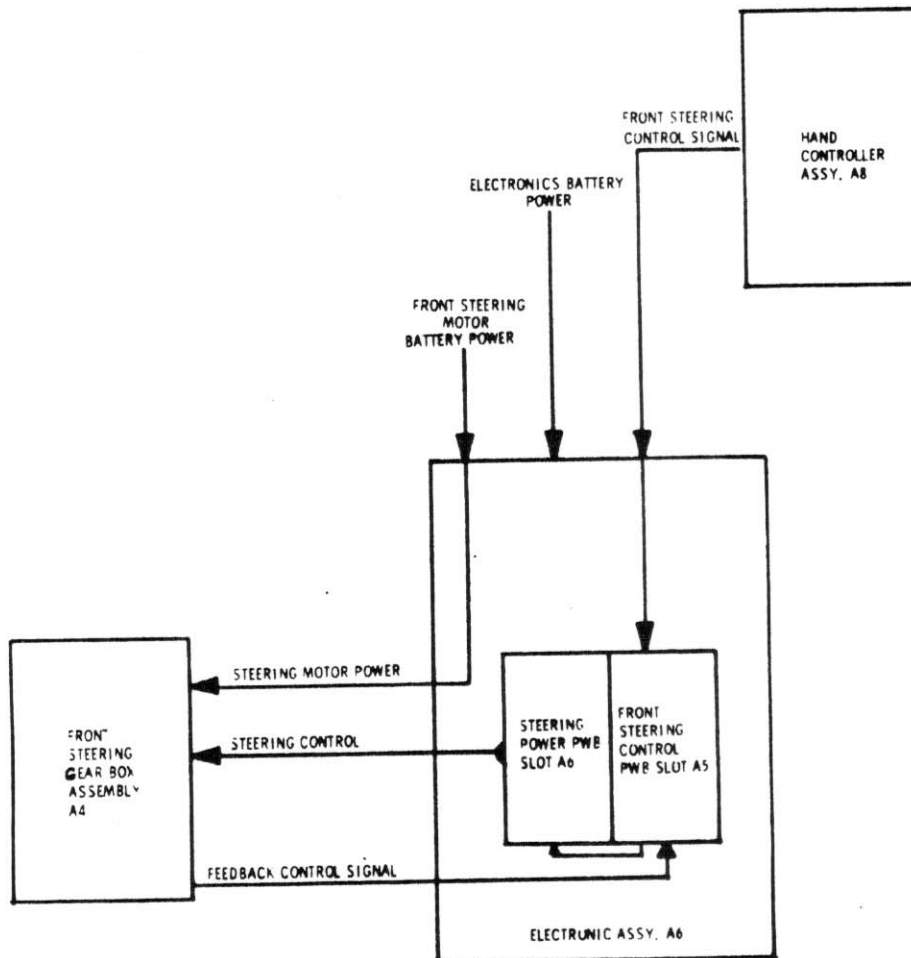 FRONT STEERING
CONTROL SIGNAL
HAND
CONTROLLER
ASSY. A8
ELECTRONICS BATTERY
POWER
FRONT STEERING
MOTOR
BATTERY POWER
STEERING MOTOR POWER
STEERING CONTROL
FRONT
STEERING
GEAR BOX
ASSEMBLY
A4
STEERING
POWER PWB
SLOT A6
FRONT
STEERING
CONTROL
PWB SLOT A5
FEEDBACK CONTROL SIGNAL
ELECTRONIC ASSY. A6